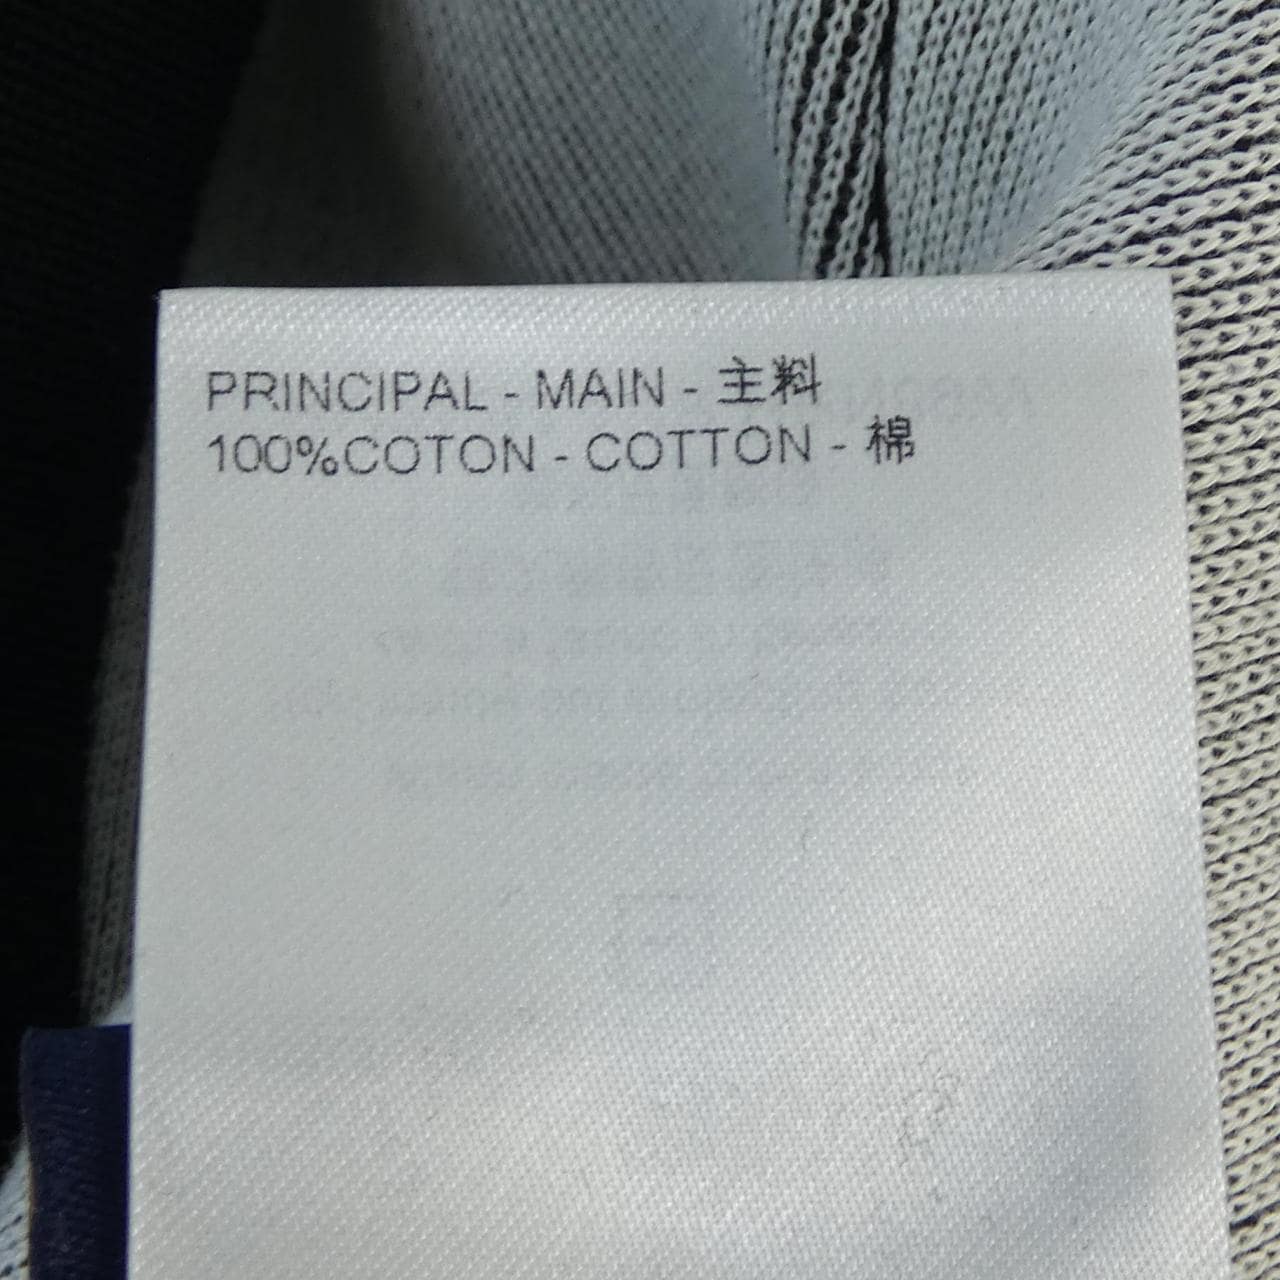 PRINCIPAL - MAIN - 主料
100%COTON - COTTON - 棉